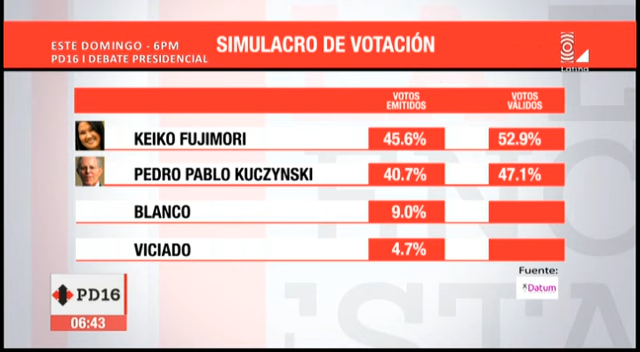 ESTE DOMINGO - 6PM
PD16 I DEBATE PRESIDENCIAL
SIMULACRO DE VOTACIÓN
Latina
VOTOS EMITIDOS
VOTOS VÁLIDOS
KEIKO FUJIMORI 45.6% 52.9%
PEDRO PABLO KUCZYNSKI 40.7% 47.1%
BLANCO 9.0%
VICIADO 4.7%
Fuente:
Datum
PD16
06:43